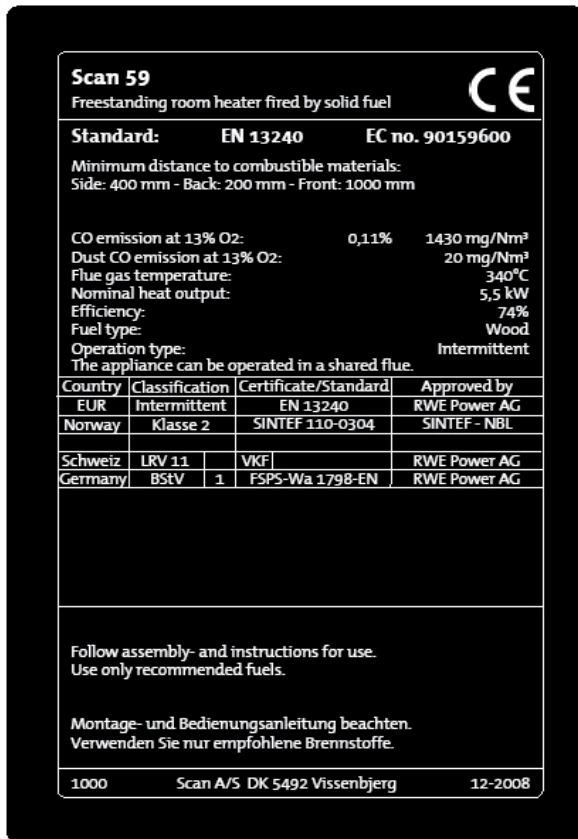 Scan 59
CE
Freestanding room heater fired by solid fuel
Standard: EN 13240 EC no. 90159600
Minimum distance to combustible materials:
Side: 400 mm - Back: 200 mm - Front: 1000 mm
CO emission at 13% O2: 0,11% 1430 mg/Nm³
Dust CO emission at 13% O2: 20 mg/Nm³
Flue gas temperature: 340°C
Nominal heat output: 5,5 kW
Efficiency: 74%
Fuel type: Wood
Operation type: Intermittent
The appliance can be operated in a shared flue.
Country Classification Certificate/Standard Approved by
EUR Intermittent EN 13240 RWE Power AG
Norway Klasse 2 SINTEF 110-0304 SINTEF - NBL
Schweiz LRV 11 VKF RWE Power AG
Germany BStV 1 FSPS-Wa 1798-EN RWE Power AG
Follow assembly- and instructions for use.
Use only recommended fuels.
Montage- und Bedienungsanleitung beachten.
Verwenden Sie nur empfohlene Brennstoffe.
1000 Scan A/S DK 5492 Vissenbjerg 12-2008